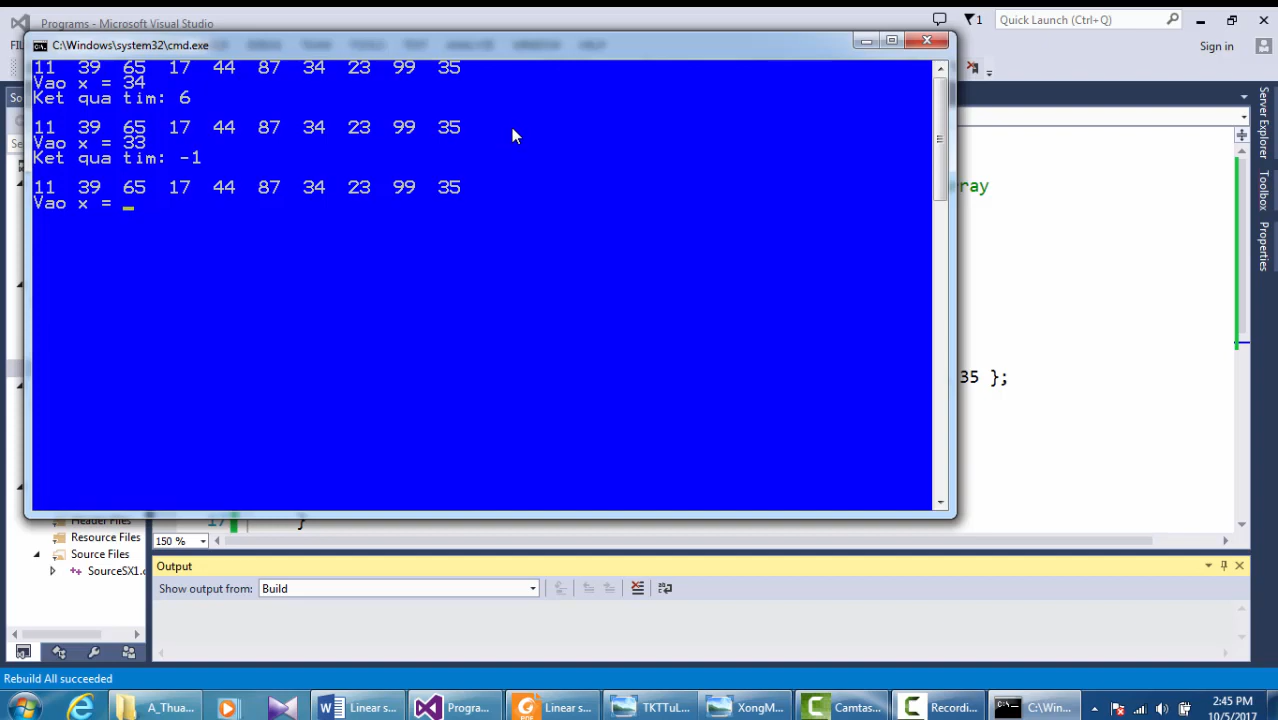 Programs - Microsoft Visual Studio
1
Quick Launch (Ctrl+Q)
C:\Windows\system32\cmd.exe
Sign in
11 39 65 17 44 87 34 23 99 35
Vao x = 34
Ket qua tim: 6
11 39 65 17 44 87 34 23 99 35
Vao x = 33
Ket qua tim: -1
11 39 65 17 44 87 34 23 99 35
Vao x = _
Server Explorer
Toolbox
Properties
ray
35 };
17 }
Header Files
Resource Files
Source Files
SourceSX1.c
150 %
Output
Show output from: Build
Rebuild All succeeded
A_Thua...
Linear s...
Progra...
Linear s...
TKTTuL...
XongM...
Camtas...
Recordi...
C:\Win...
2:45 PM
10/5/2017